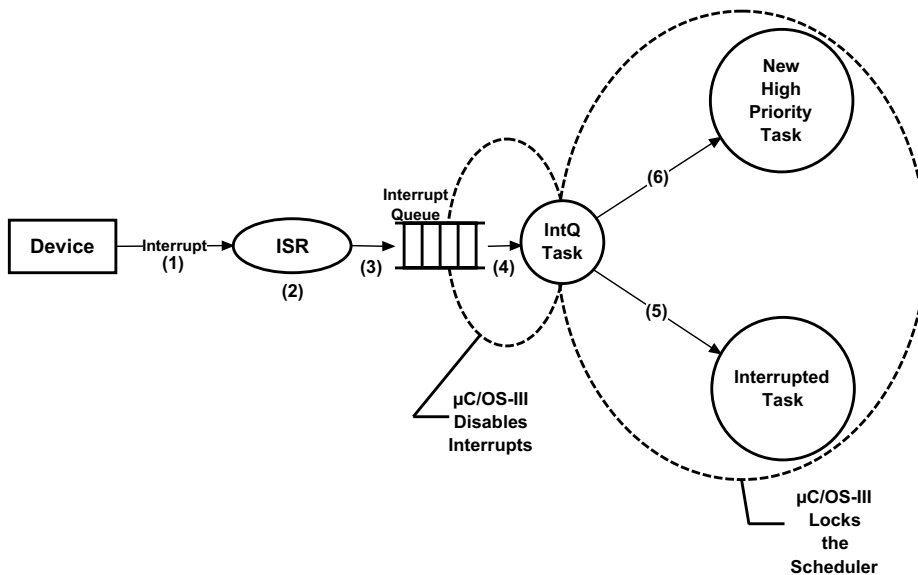 New
High
Priority
Task
(6)
Interrupt
Queue
Device
Interrupt
(1)
ISR
(2)
(3)
(4)
IntQ
Task
(5)
Interrupted
Task
µC/OS-III
Disables
Interrupts
µC/OS-III
Locks
the
Scheduler